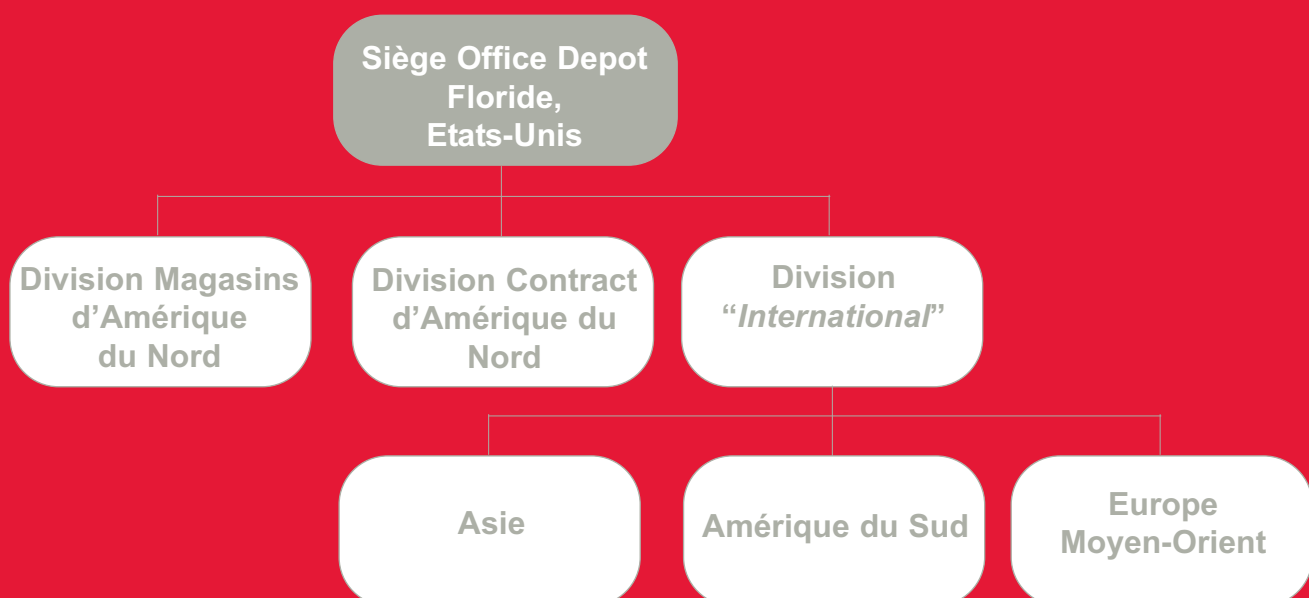 Siège Office Depot
Floride,
Etats-Unis
Division Magasins
d’Amérique
du Nord
Division Contract
d’Amérique du
Nord
Division
“International”
Asie
Amérique du Sud
Europe
Moyen-Orient